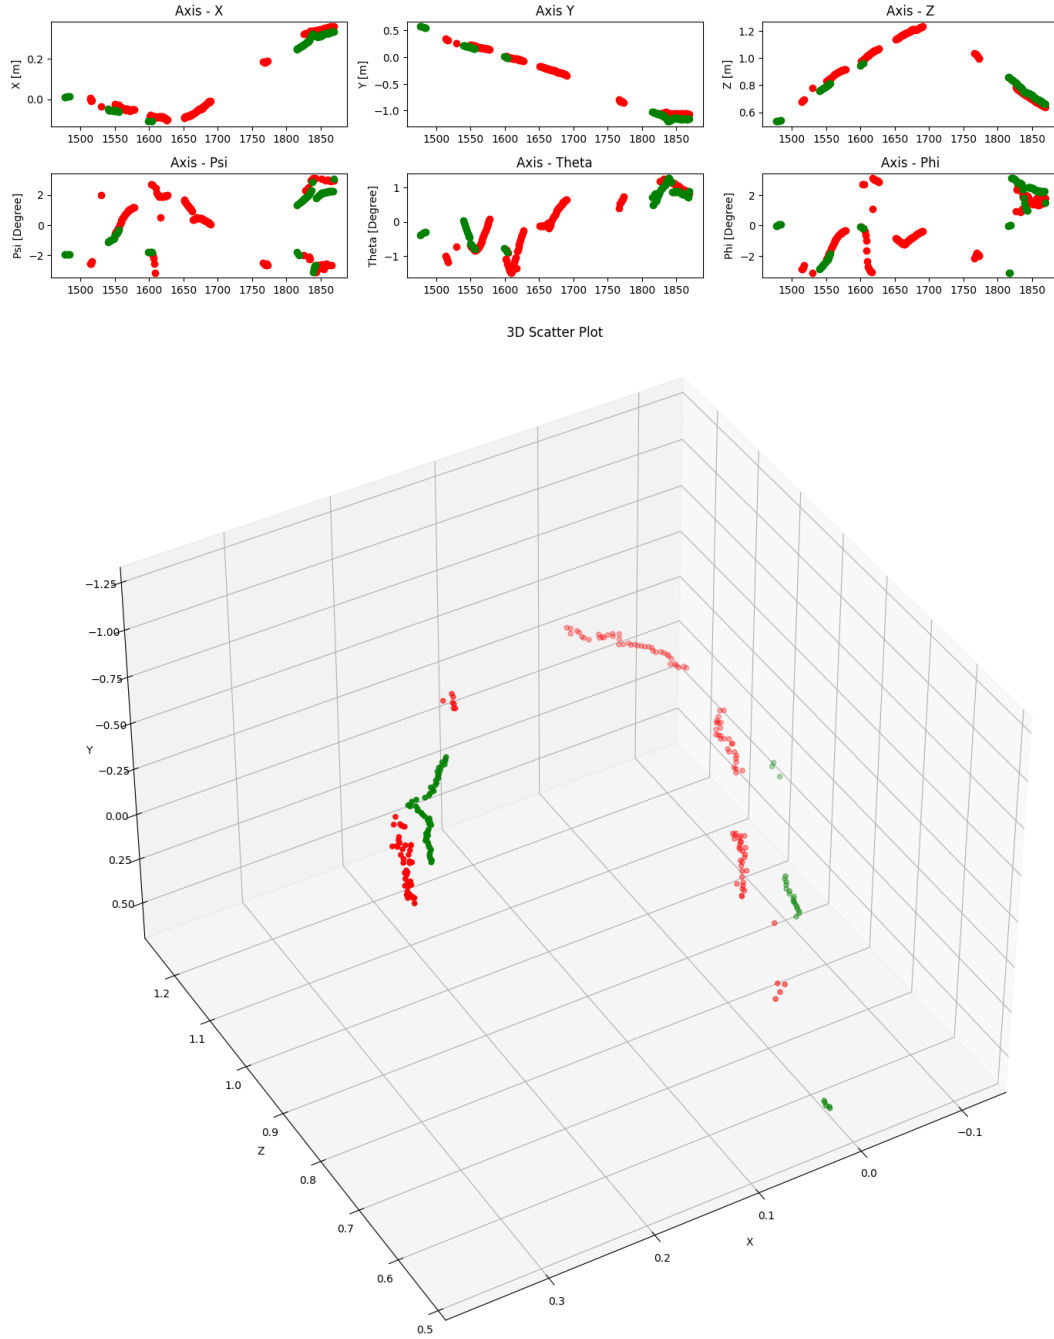 Axis - X
Axis Y
Axis - Z
X [m]
0.2
0.0
1500 1550 1600 1650 1700 1750 1800 1850
Y [m]
0.5
0.0
−0.5
−1.0
1500 1550 1600 1650 1700 1750 1800 1850
Z [m]
1.2
1.0
0.8
0.6
1500 1550 1600 1650 1700 1750 1800 1850
Axis - Psi
Axis - Theta
Axis - Phi
Psi [Degree]
2
0
−2
1500 1550 1600 1650 1700 1750 1800 1850
Theta [Degree]
1
0
−1
1500 1550 1600 1650 1700 1750 1800 1850
Phi [Degree]
2
0
−2
1500 1550 1600 1650 1700 1750 1800 1850
3D Scatter Plot
−1.25
−1.00
−0.75
−0.50
Y
−0.25
0.00
0.25
0.50
1.2
1.1
1.0
0.9
Z
0.8
0.7
0.6
0.5
−0.1
0.0
0.1
X
0.2
0.3